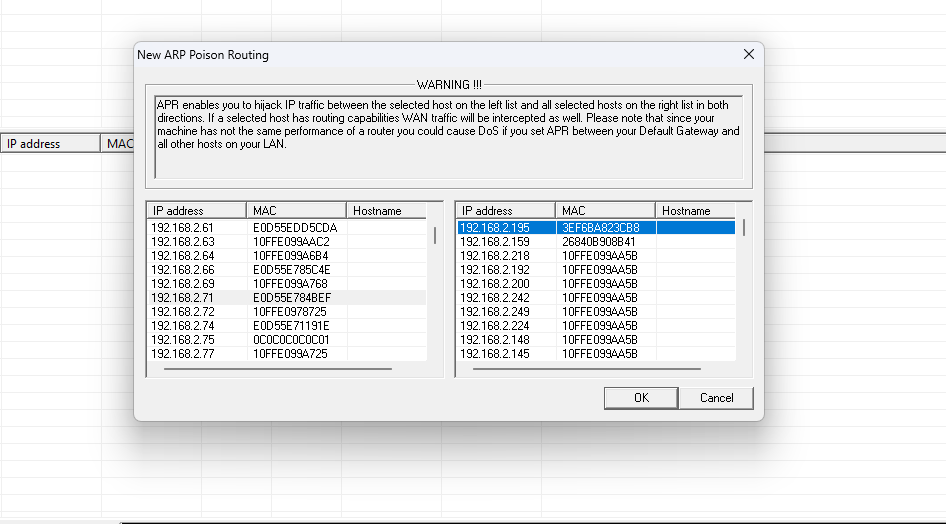 New ARP Poison Routing
WARNING !!!
APR enables you to hijack IP traffic between the selected host on the left list and all selected hosts on the right list in both
directions. If a selected host has routing capabilities WAN traffic will be intercepted as well. Please note that since your
machine has not the same performance of a router you could cause DoS if you set APR between your Default Gateway and
all other hosts on your LAN.
IP address MAC
IP address MAC Hostname
192.168.2.61 E0D55EDD5CDA
192.168.2.63 10FFE099AAC2
192.168.2.64 10FFE099A6B4
192.168.2.66 E0D55E785C4E
192.168.2.69 10FFE099A768
192.168.2.71 E0D55E784BEF
192.168.2.72 10FFE0978725
192.168.2.74 E0D55E71191E
192.168.2.75 0C0C0C0C0C01
192.168.2.77 10FFE099A725
IP address MAC Hostname
192.168.2.195 3EF6BA823CB8
192.168.2.159 26840B908B41
192.168.2.218 10FFE099AA5B
192.168.2.192 10FFE099AA5B
192.168.2.200 10FFE099AA5B
192.168.2.242 10FFE099AA5B
192.168.2.249 10FFE099AA5B
192.168.2.224 10FFE099AA5B
192.168.2.148 10FFE099AA5B
192.168.2.145 10FFE099AA5B
OK Cancel